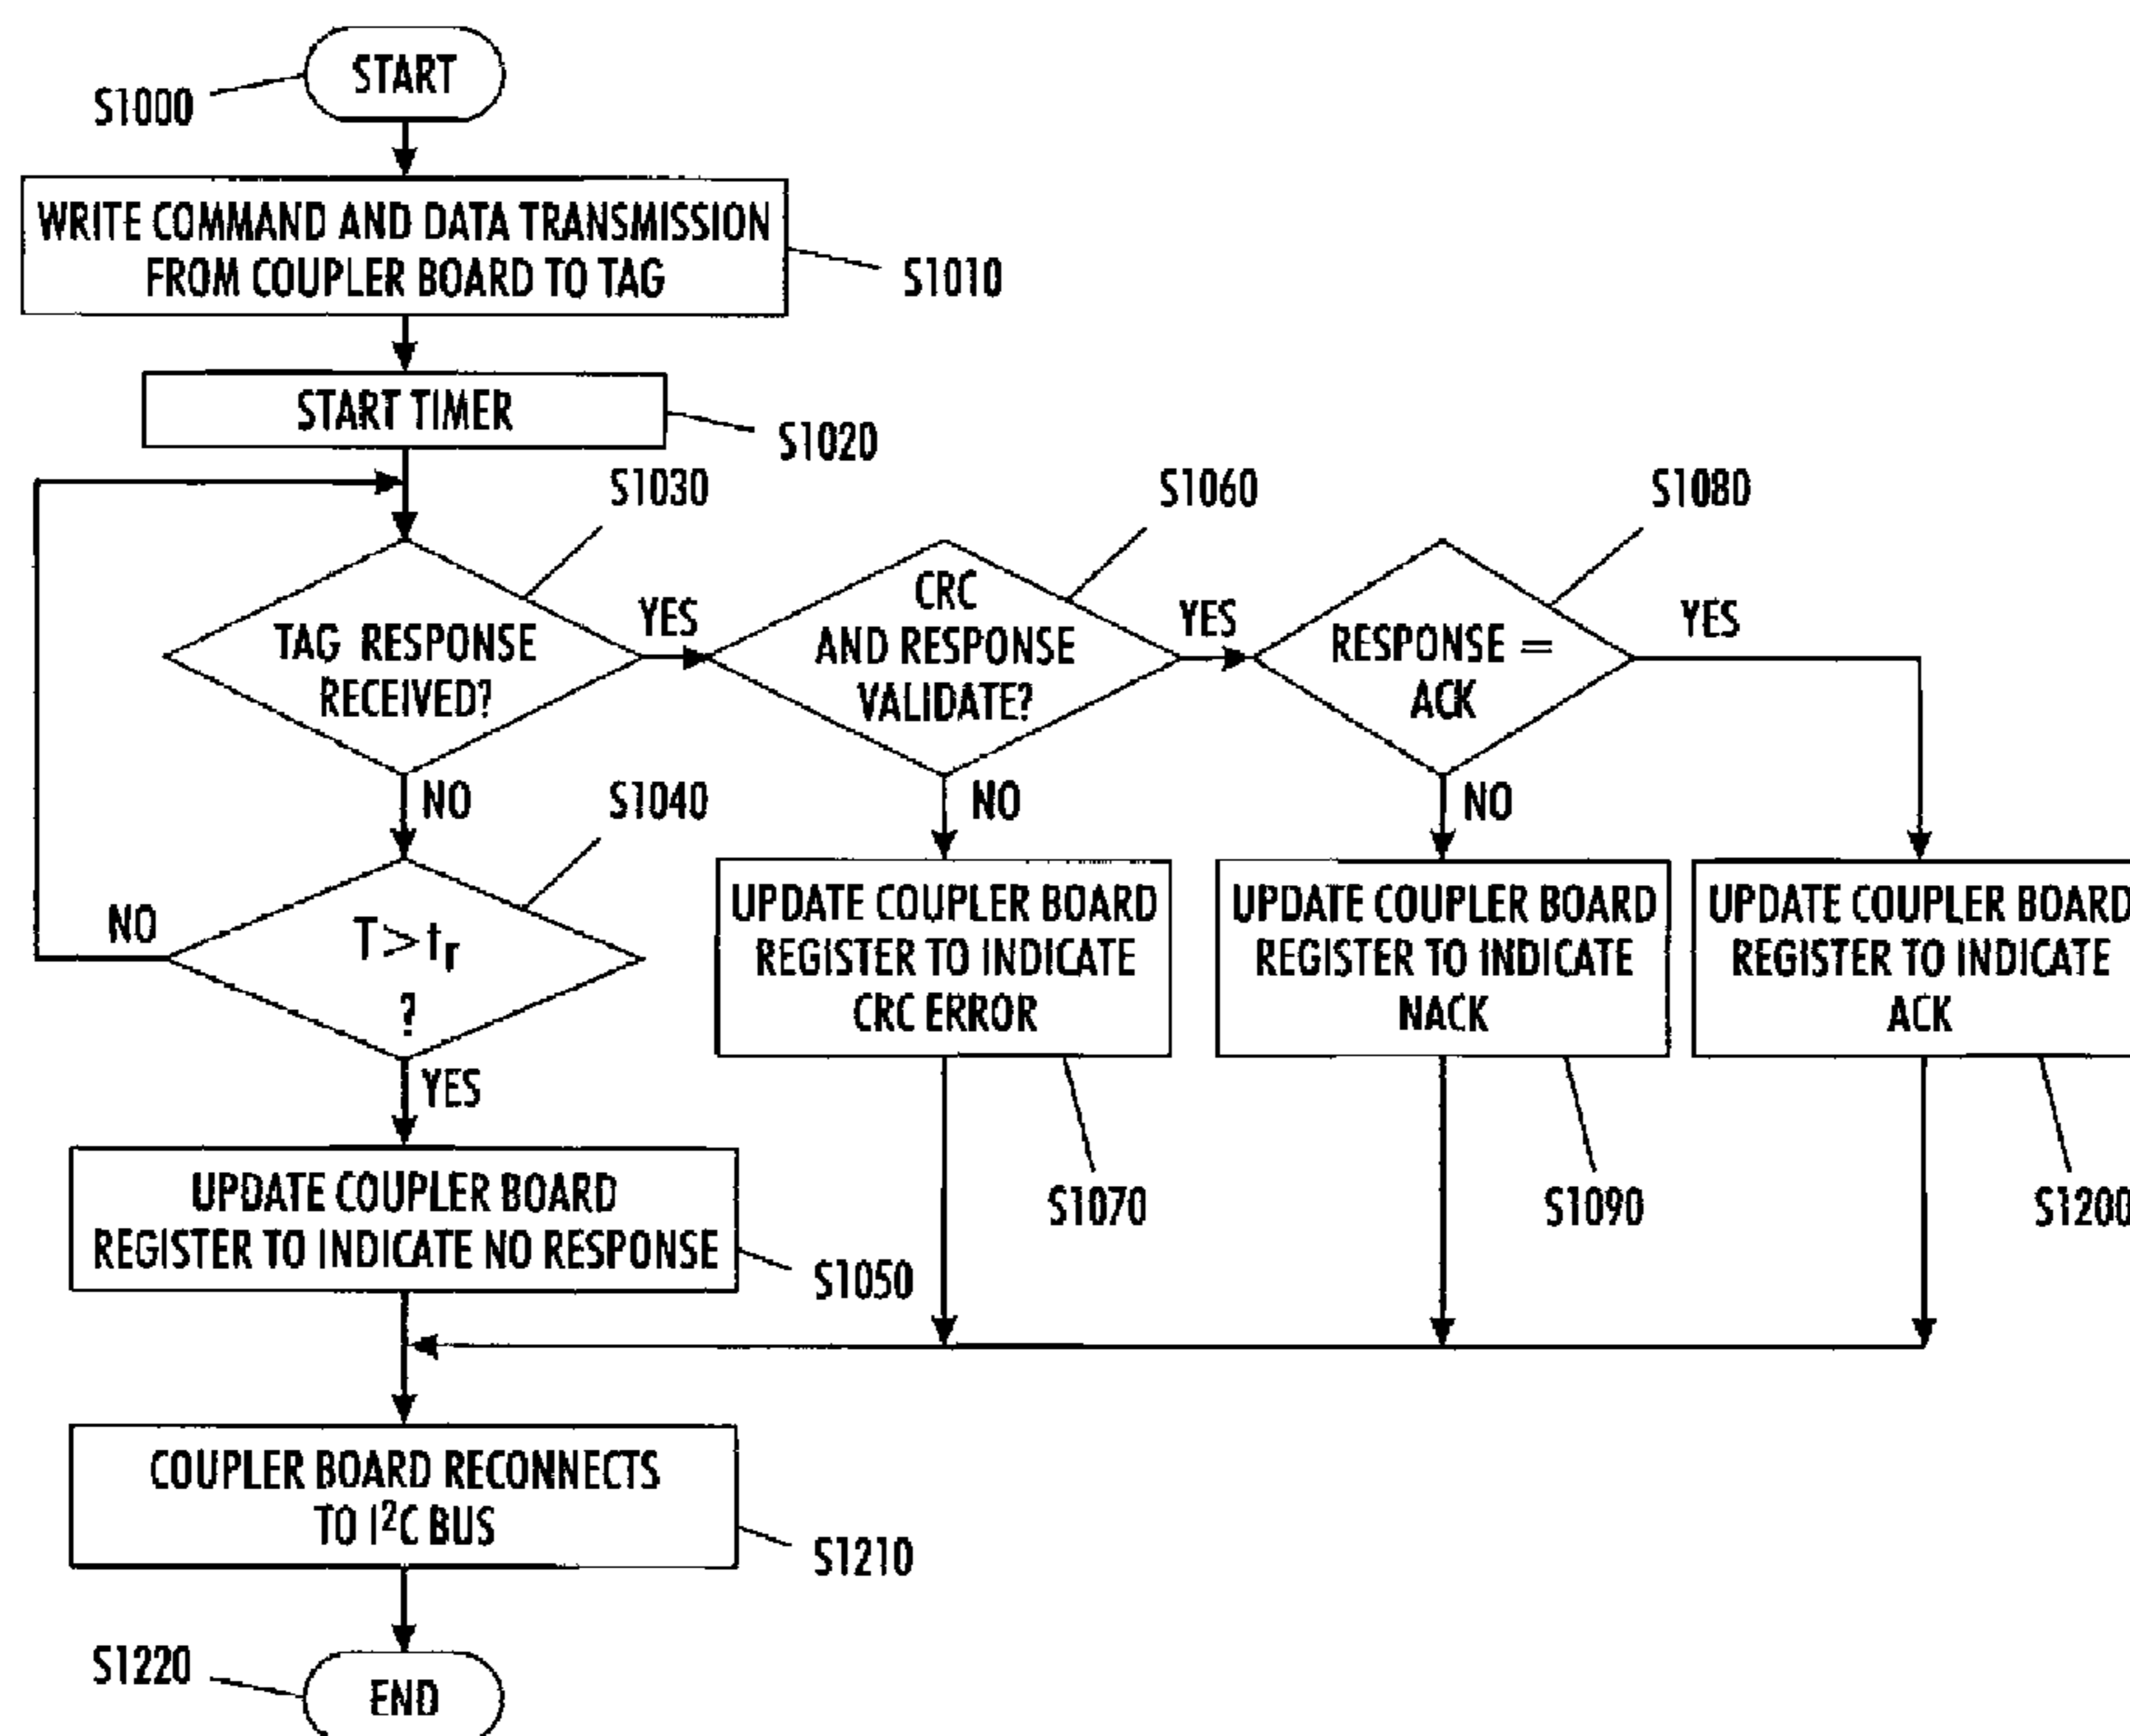 START
S1000
WRITE COMMAND AND DATA TRANSMISSION
FROM COUPLER BOARD TO TAG
S1010
START TIMER
S1020
S1030
S1060
S1080
TAG RESPONSE
RECEIVED?
YES
CRC
AND RESPONSE
VALIDATE?
YES
RESPONSE =
ACK
YES
NO
S1040
NO
NO
T>tr
?
NO
UPDATE COUPLER BOARD
REGISTER TO INDICATE
CRC ERROR
UPDATE COUPLER BOARD
REGISTER TO INDICATE
NACK
UPDATE COUPLER BOARD
REGISTER TO INDICATE
ACK
YES
S1070
S1090
S1200
UPDATE COUPLER BOARD
REGISTER TO INDICATE NO RESPONSE
S1050
COUPLER BOARD RECONNECTS
TO I²C BUS
S1210
S1220
END